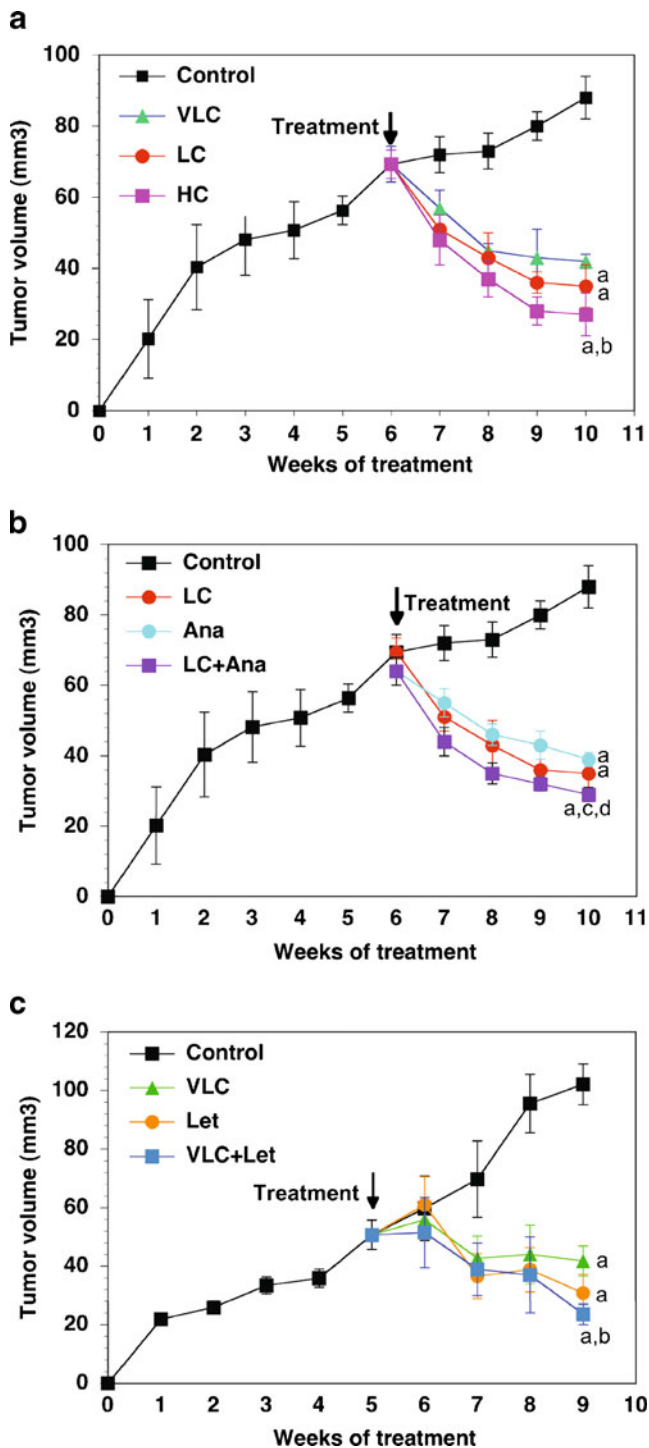 a
100
Control
VLC
Treatment
80
LC
HC
60
Tumor volume (mm3)
40
a
a
20
a,b
0
0 1 2 3 4 5 6 7 8 9 10 11
Weeks of treatment
b
100
Control
LC
Treatment
80
Ana
LC+Ana
60
Tumor volume (mm3)
40
a
a
a,c,d
20
0
0 1 2 3 4 5 6 7 8 9 10 11
Weeks of treatment
c
120
Control
VLC
100
Let
VLC+Let
80
Treatment
60
Tumor volume (mm3)
40
a
a
20
a,b
0
0 1 2 3 4 5 6 7 8 9 10
Weeks of treatment